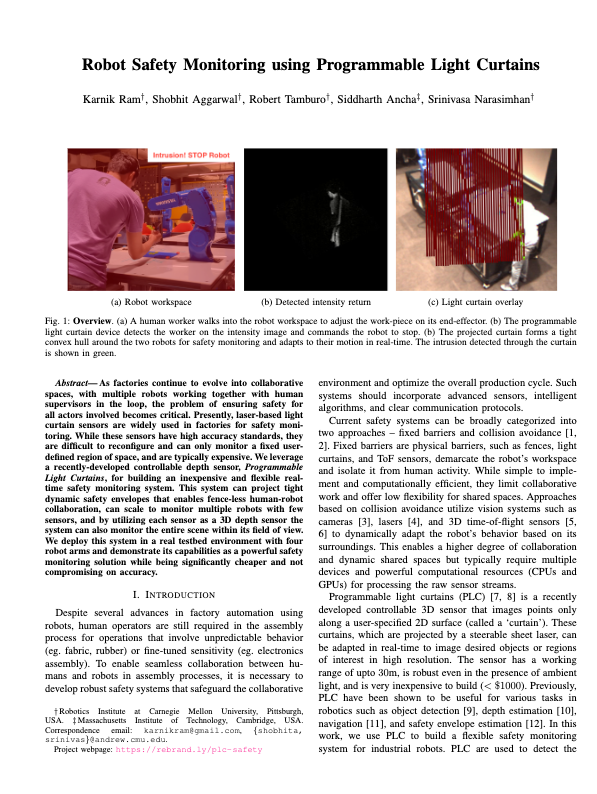 Robot Safety Monitoring using Programmable Light Curtains
Karnik Ram†, Shobhit Aggarwal†, Robert Tamburo†, Siddharth Ancha‡, Srinivasa Narasimhan†
Intrusion! STOP Robot
(a) Robot workspace
(b) Detected intensity return
(c) Light curtain overlay
Fig. 1: Overview. (a) A human worker walks into the robot workspace to adjust the work-piece on its end-effector. (b) The programmable
light curtain device detects the worker on the intensity image and commands the robot to stop. (b) The projected curtain forms a tight
convex hull around the two robots for safety monitoring and adapts to their motion in real-time. The intrusion detected through the curtain
is shown in green.
Abstract— As factories continue to evolve into collaborative
spaces, with multiple robots working together with human
supervisors in the loop, the problem of ensuring safety for
all actors involved becomes critical. Presently, laser-based light
curtain sensors are widely used in factories for safety moni-
toring. While these sensors have high accuracy standards, they
are difficult to reconfigure and can only monitor a fixed user-
defined region of space, and are typically expensive. We leverage
a recently-developed controllable depth sensor, Programmable
Light Curtains, for building an inexpensive and flexible real-
time safety monitoring system. This system can project tight
dynamic safety envelopes that enables fence-less human-robot
collaboration, can scale to monitor multiple robots with few
sensors, and by utilizing each sensor as a 3D depth sensor the
system can also monitor the entire scene within its field of view.
We deploy this system in a real testbed environment with four
robot arms and demonstrate its capabilities as a powerful safety
monitoring solution while being significantly cheaper and not
compromising on accuracy.
I. INTRODUCTION
Despite several advances in factory automation using
robots, human operators are still required in the assembly
process for operations that involve unpredictable behavior
(eg. fabric, rubber) or fine-tuned sensitivity (eg. electronics
assembly). To enable seamless collaboration between hu-
mans and robots in assembly processes, it is necessary to
develop robust safety systems that safeguard the collaborative
†Robotics Institute at Carnegie Mellon University, Pittsburgh,
USA. ‡Massachusetts Institute of Technology, Cambridge, USA.
Correspondence email: karnikram@gmail.com, {shobhita,
srinivas}@andrew.cmu.edu.
Project webpage: https://rebrand.ly/plc-safety
environment and optimize the overall production cycle. Such
systems should incorporate advanced sensors, intelligent
algorithms, and clear communication protocols.
Current safety systems can be broadly categorized into
two approaches – fixed barriers and collision avoidance [1,
2]. Fixed barriers are physical barriers, such as fences, light
curtains, and ToF sensors, demarcate the robot's workspace
and isolate it from human activity. While simple to imple-
ment and computationally efficient, they limit collaborative
work and offer low flexibility for shared spaces. Approaches
based on collision avoidance utilize vision systems such as
cameras [3], lasers [4], and 3D time-of-flight sensors [5,
6] to dynamically adapt the robot's behavior based on its
surroundings. This enables a higher degree of collaboration
and dynamic shared spaces but typically require multiple
devices and powerful computational resources (CPUs and
GPUs) for processing the raw sensor streams.
Programmable light curtains (PLC) [7, 8] is a recently
developed controllable 3D sensor that images points only
along a user-specified 2D surface (called a 'curtain'). These
curtains, which are projected by a steerable sheet laser, can
be adapted in real-time to image desired objects or regions
of interest in high resolution. The sensor has a working
range of upto 30m, is robust even in the presence of ambient
light, and is very inexpensive to build (< $1000). Previously,
PLC have been shown to be useful for various tasks in
robotics such as object detection [9], depth estimation [10],
navigation [11], and safety envelope estimation [12]. In this
work, we use PLC to build a flexible safety monitoring
system for industrial robots. PLC are used to detect the